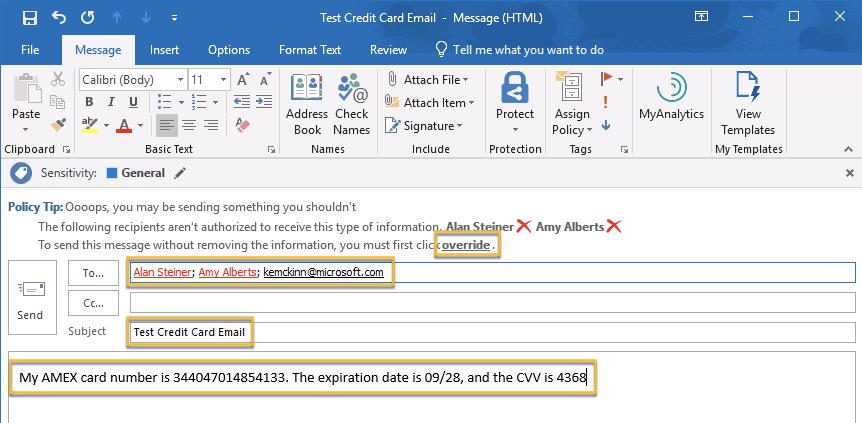 Test Credit Card Email - Message (HTML)
File Message Insert Options Format Text Review Tell me what you want to do
Paste
Clipboard
Calibri (Body) 11 A A
B I U
ab A
Basic Text
Address Book
Check Names
Names
Attach File
Attach Item
Signature
Include
Protect
Protection
Assign Policy
Tags
MyAnalytics
View Templates
My Templates
Sensitivity: General
Policy Tip: Oooops, you may be sending something you shouldn't
The following recipients aren't authorized to receive this type of information. Alan Steiner Amy Alberts
To send this message without removing the information, you must first click override.
Send
To... Alan Steiner; Amy Alberts; kemckinn@microsoft.com
Cc...
Subject Test Credit Card Email
My AMEX card number is 344047014854133. The expiration date is 09/28, and the CVV is 4368